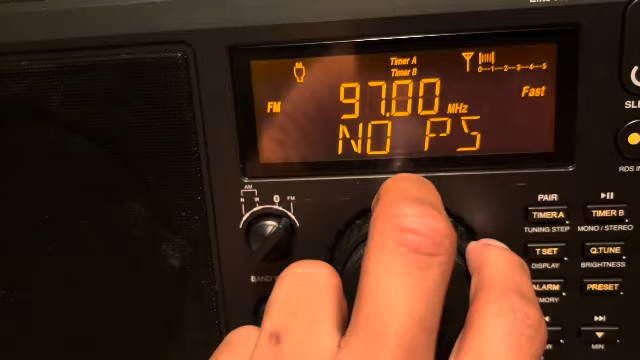 Timer A
Timer B
0-1-2-3-4-5
FM
97.00
MHz
Fast
NO PS
AM
N W FM
BAND
PAIR
TIMER A
TIMER B
TUNING STEP
MONO / STEREO
T SET
Q.TUNE
DISPLAY
BRIGHTNESS
ALARM
PRESET
MIN